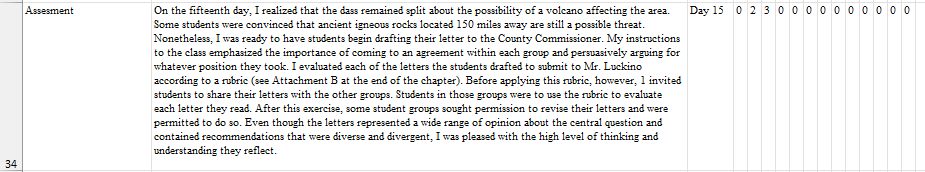 Assesment
On the fifteenth day, I realized that the dass remained split about the possibility of a volcano affecting the area.
Some students were convinced that ancient igneous rocks located 150 miles away are still a possible threat.
Nonetheless, I was ready to have students begin drafting their letter to the County Commissioner. My instructions
to the class emphasized the importance of coming to an agreement within each group and persuasively arguing for
whatever position they took. I evaluated each of the letters the students drafted to submit to Mr. Luckino
according to a rubric (see Attachment B at the end of the chapter). Before applying this rubric, however, 1 invited
students to share their letters with the other groups. Students in those groups were to use the rubric to evaluate
each letter they read. After this exercise, some student groups sought permission to revise their letters and were
permitted to do so. Even though the letters represented a wide range of opinion about the central question and
contained recommendations that were diverse and divergent, I was pleased with the high level of thinking and
understanding they reflect.
Day 15 0 2 3 0 0 0 0 0 0 0 0 0 0
34